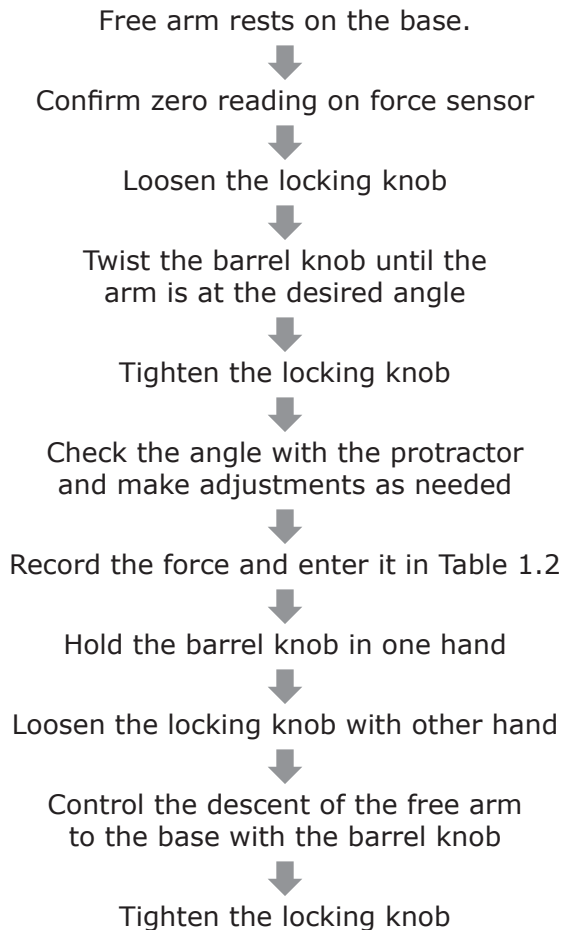 Free arm rests on the base.
Confirm zero reading on force sensor
Loosen the locking knob
Twist the barrel knob until the
arm is at the desired angle
Tighten the locking knob
Check the angle with the protractor
and make adjustments as needed
Record the force and enter it in Table 1.2
Hold the barrel knob in one hand
Loosen the locking knob with other hand
Control the descent of the free arm
to the base with the barrel knob
Tighten the locking knob